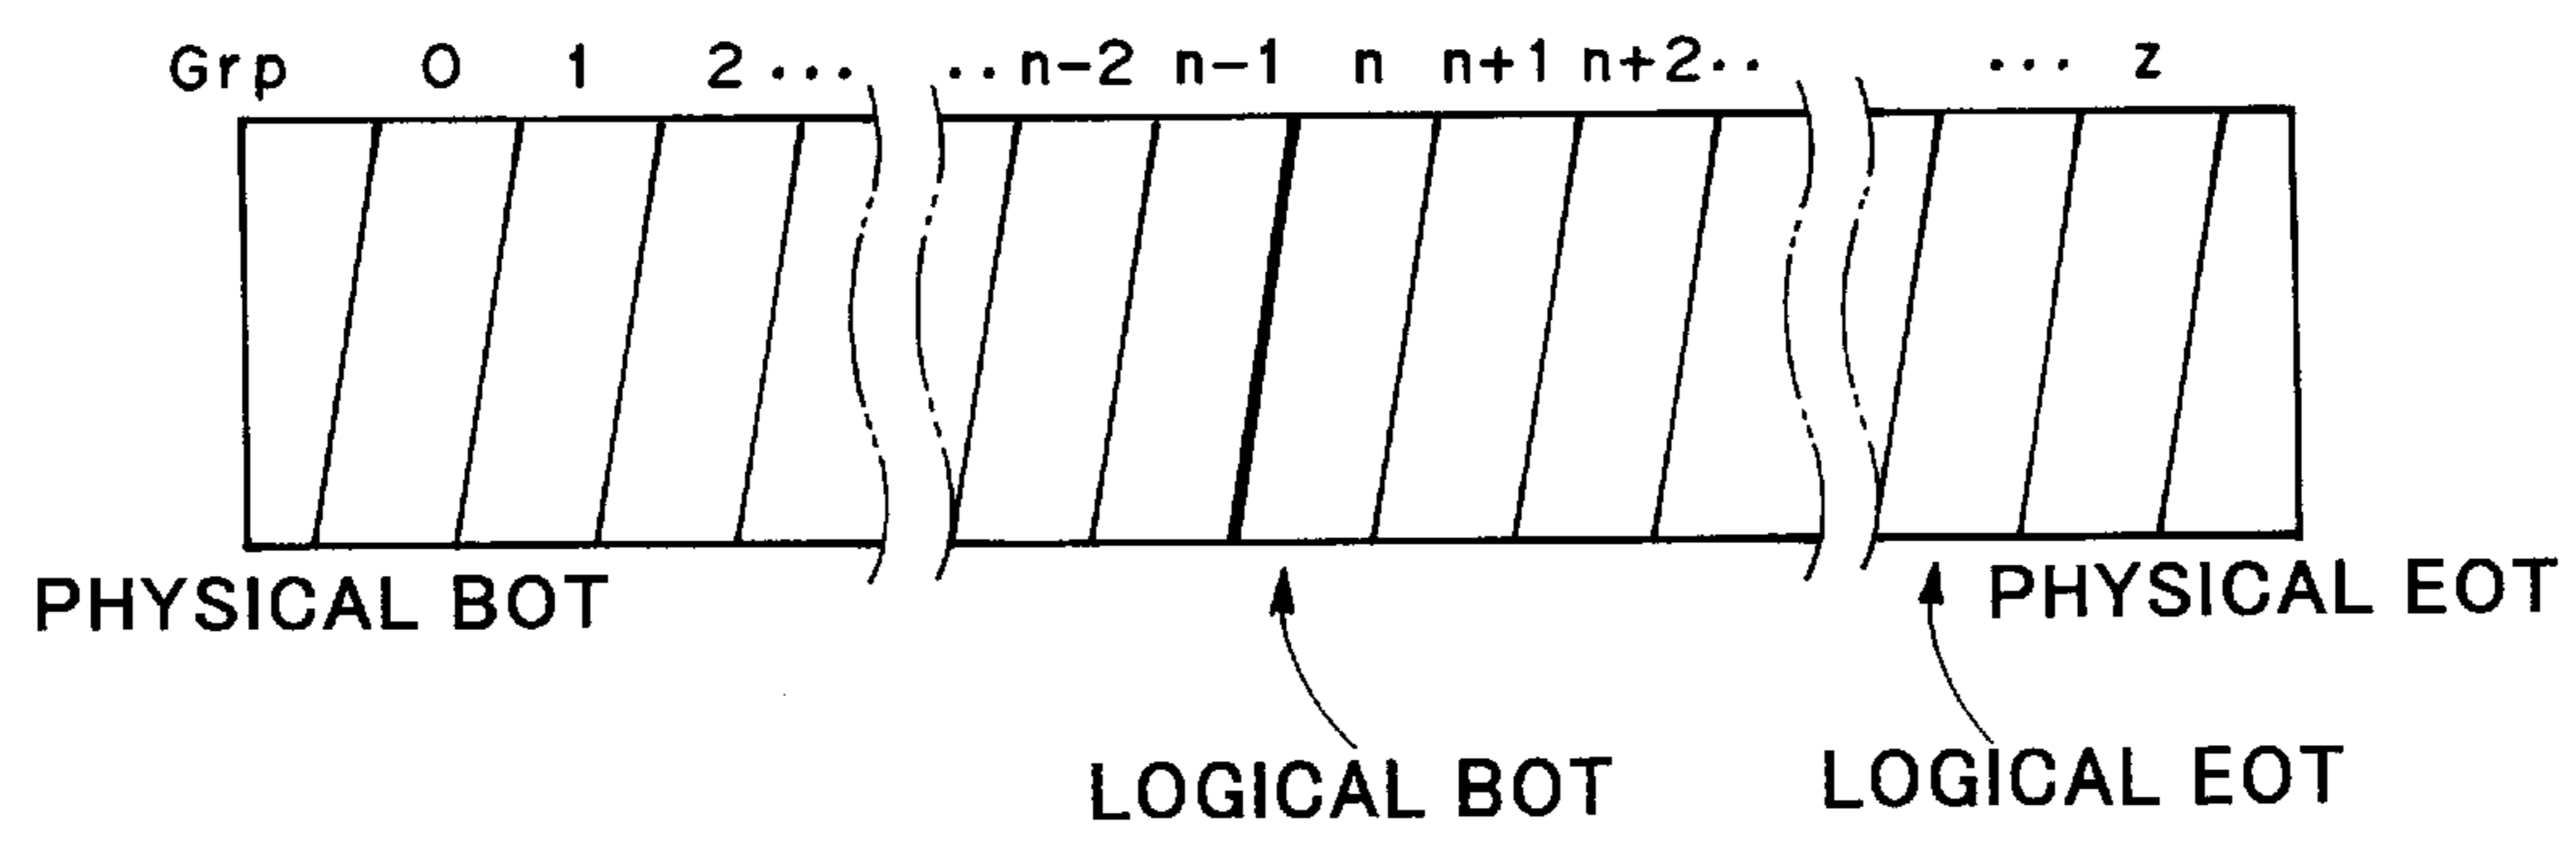 Grp 0 1 2 ... .. n-2 n-1 n n+1 n+2.. ... z
PHYSICAL BOT PHYSICAL EOT
LOGICAL BOT LOGICAL EOT